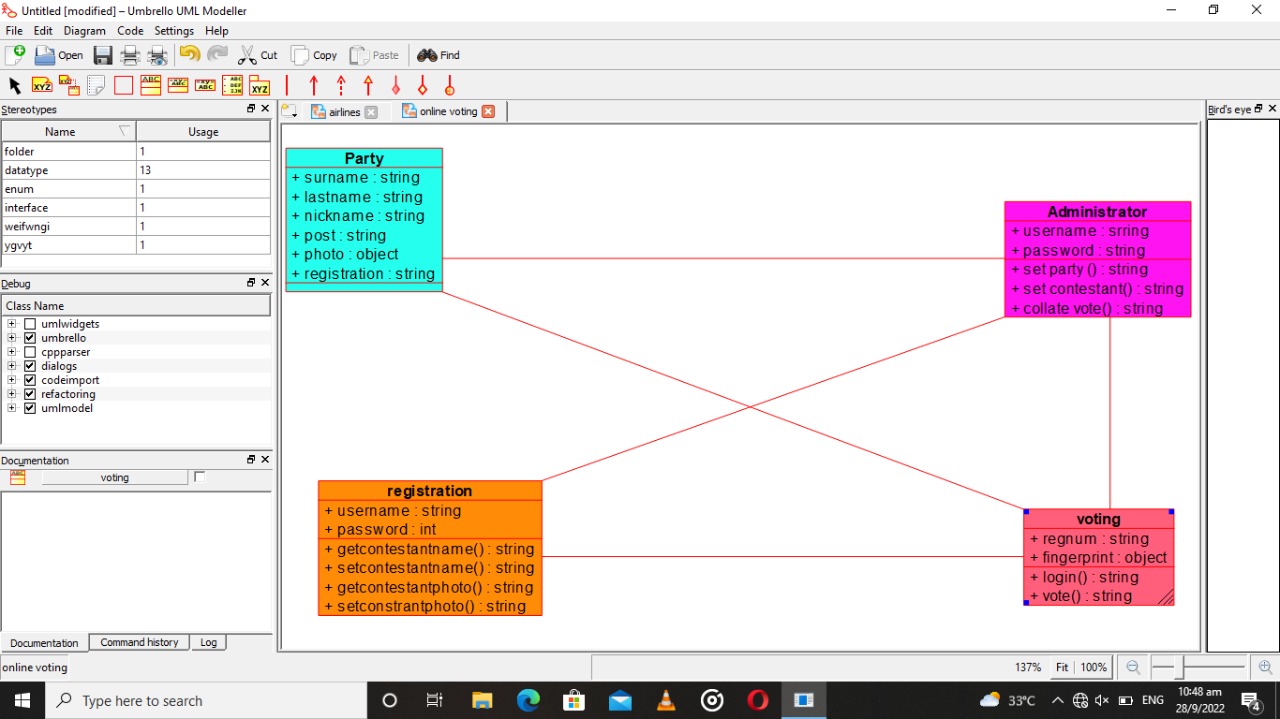 Untitled [modified] – Umbrello UML Modeller
File Edit Diagram Code Settings Help
Open Cut Copy Paste Find
XYZ ABC XYZ
Stereotypes
Name Usage
folder 1
datatype 13
enum 1
interface 1
weifwngi 1
ygvyt 1
Debug
Class Name
umlwidgets
umbrello
cppparser
dialogs
codeimport
refactoring
umlmodel
Documentation
voting
Documentation Command history Log
airlines online voting
Party
+ surname : string
+ lastname : string
+ nickname : string
+ post : string
+ photo : object
+ registration : string
Administrator
+ username : srring
+ password : string
+ set party () : string
+ set contestant() : string
+ collate vote() : string
registration
+ username : string
+ password : int
+ getcontestantname() : string
+ setcontestantname() : string
+ getcontestantphoto() : string
+ setconstrantphoto() : string
voting
+ regnum : string
+ fingerprint : object
+ login() : string
+ vote() : string
Bird's eye
online voting 137% Fit 100%
Type here to search 33°C ENG 10:48 am
28/9/2022 4